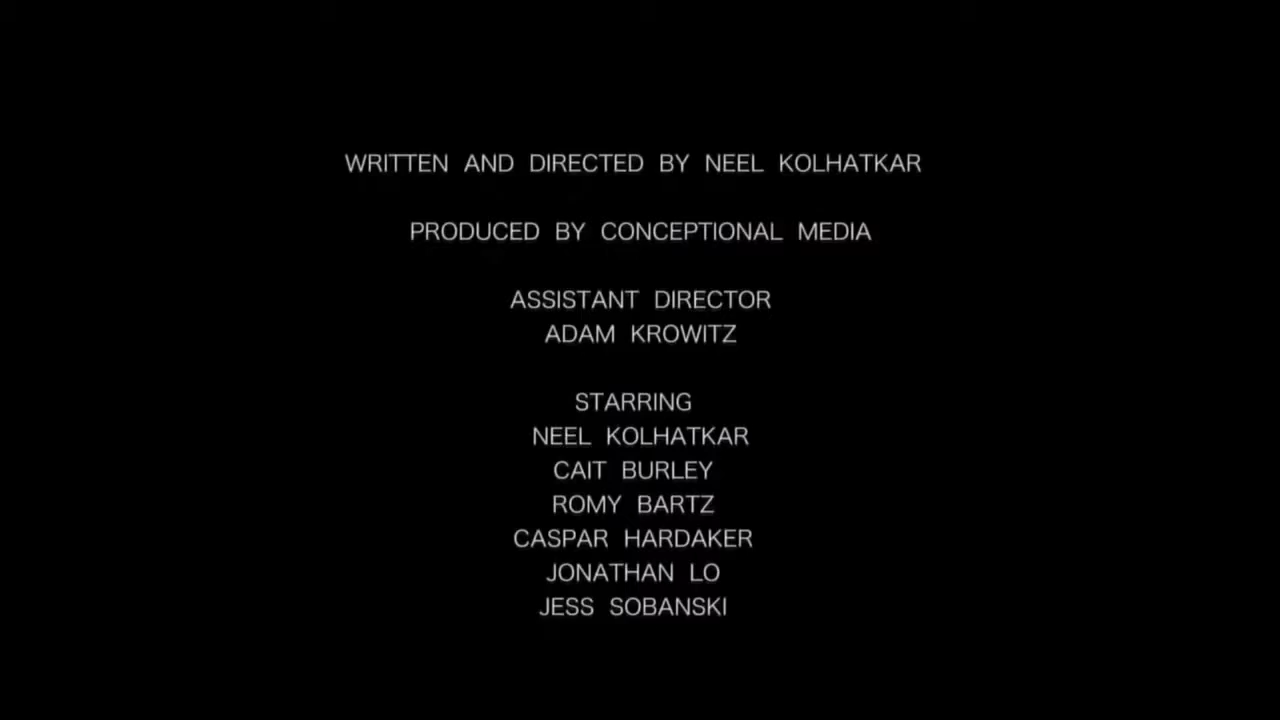 WRITTEN AND DIRECTED BY NEEL KOLHATKAR
PRODUCED BY CONCEPTIONAL MEDIA
ASSISTANT DIRECTOR
ADAM KROWITZ
STARRING
NEEL KOLHATKAR
CAIT BURLEY
ROMY BARTZ
CASPAR HARDAKER
JONATHAN LO
JESS SOBANSKI